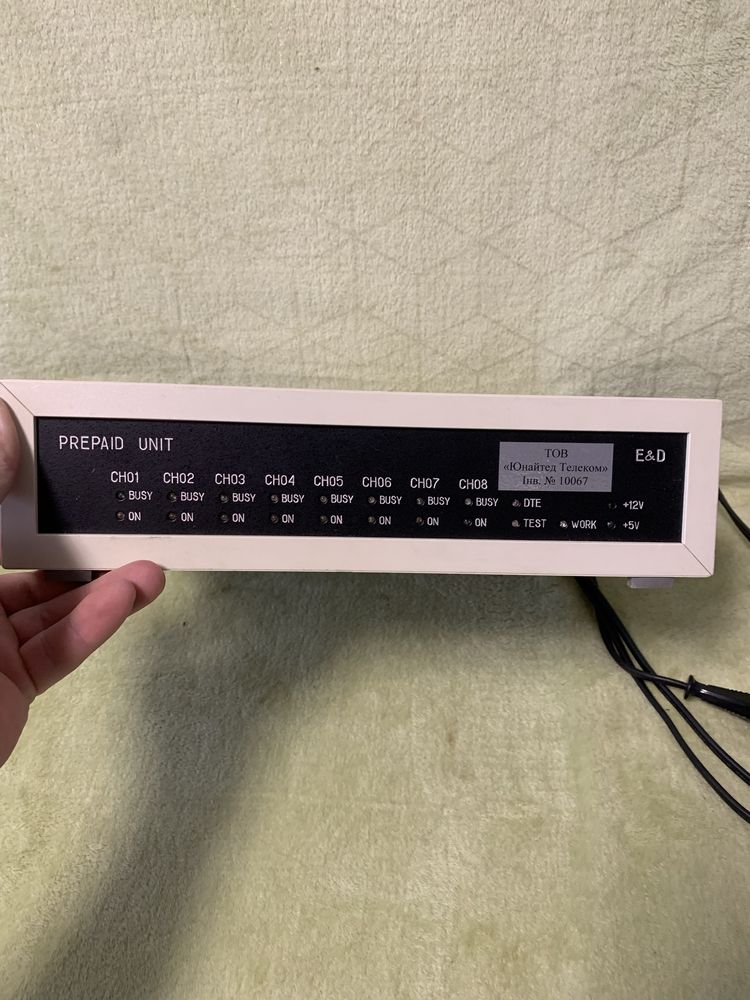 PREPAID UNIT
ТОВ
«Юнайтед Телеком»
Інв. № 10067
E&D
CH01 CH02 CH03 CH04 CH05 CH06 CH07 CH08
BUSY BUSY BUSY BUSY BUSY BUSY BUSY BUSY DTE +12V
ON ON ON ON ON ON ON ON TEST WORK +5V